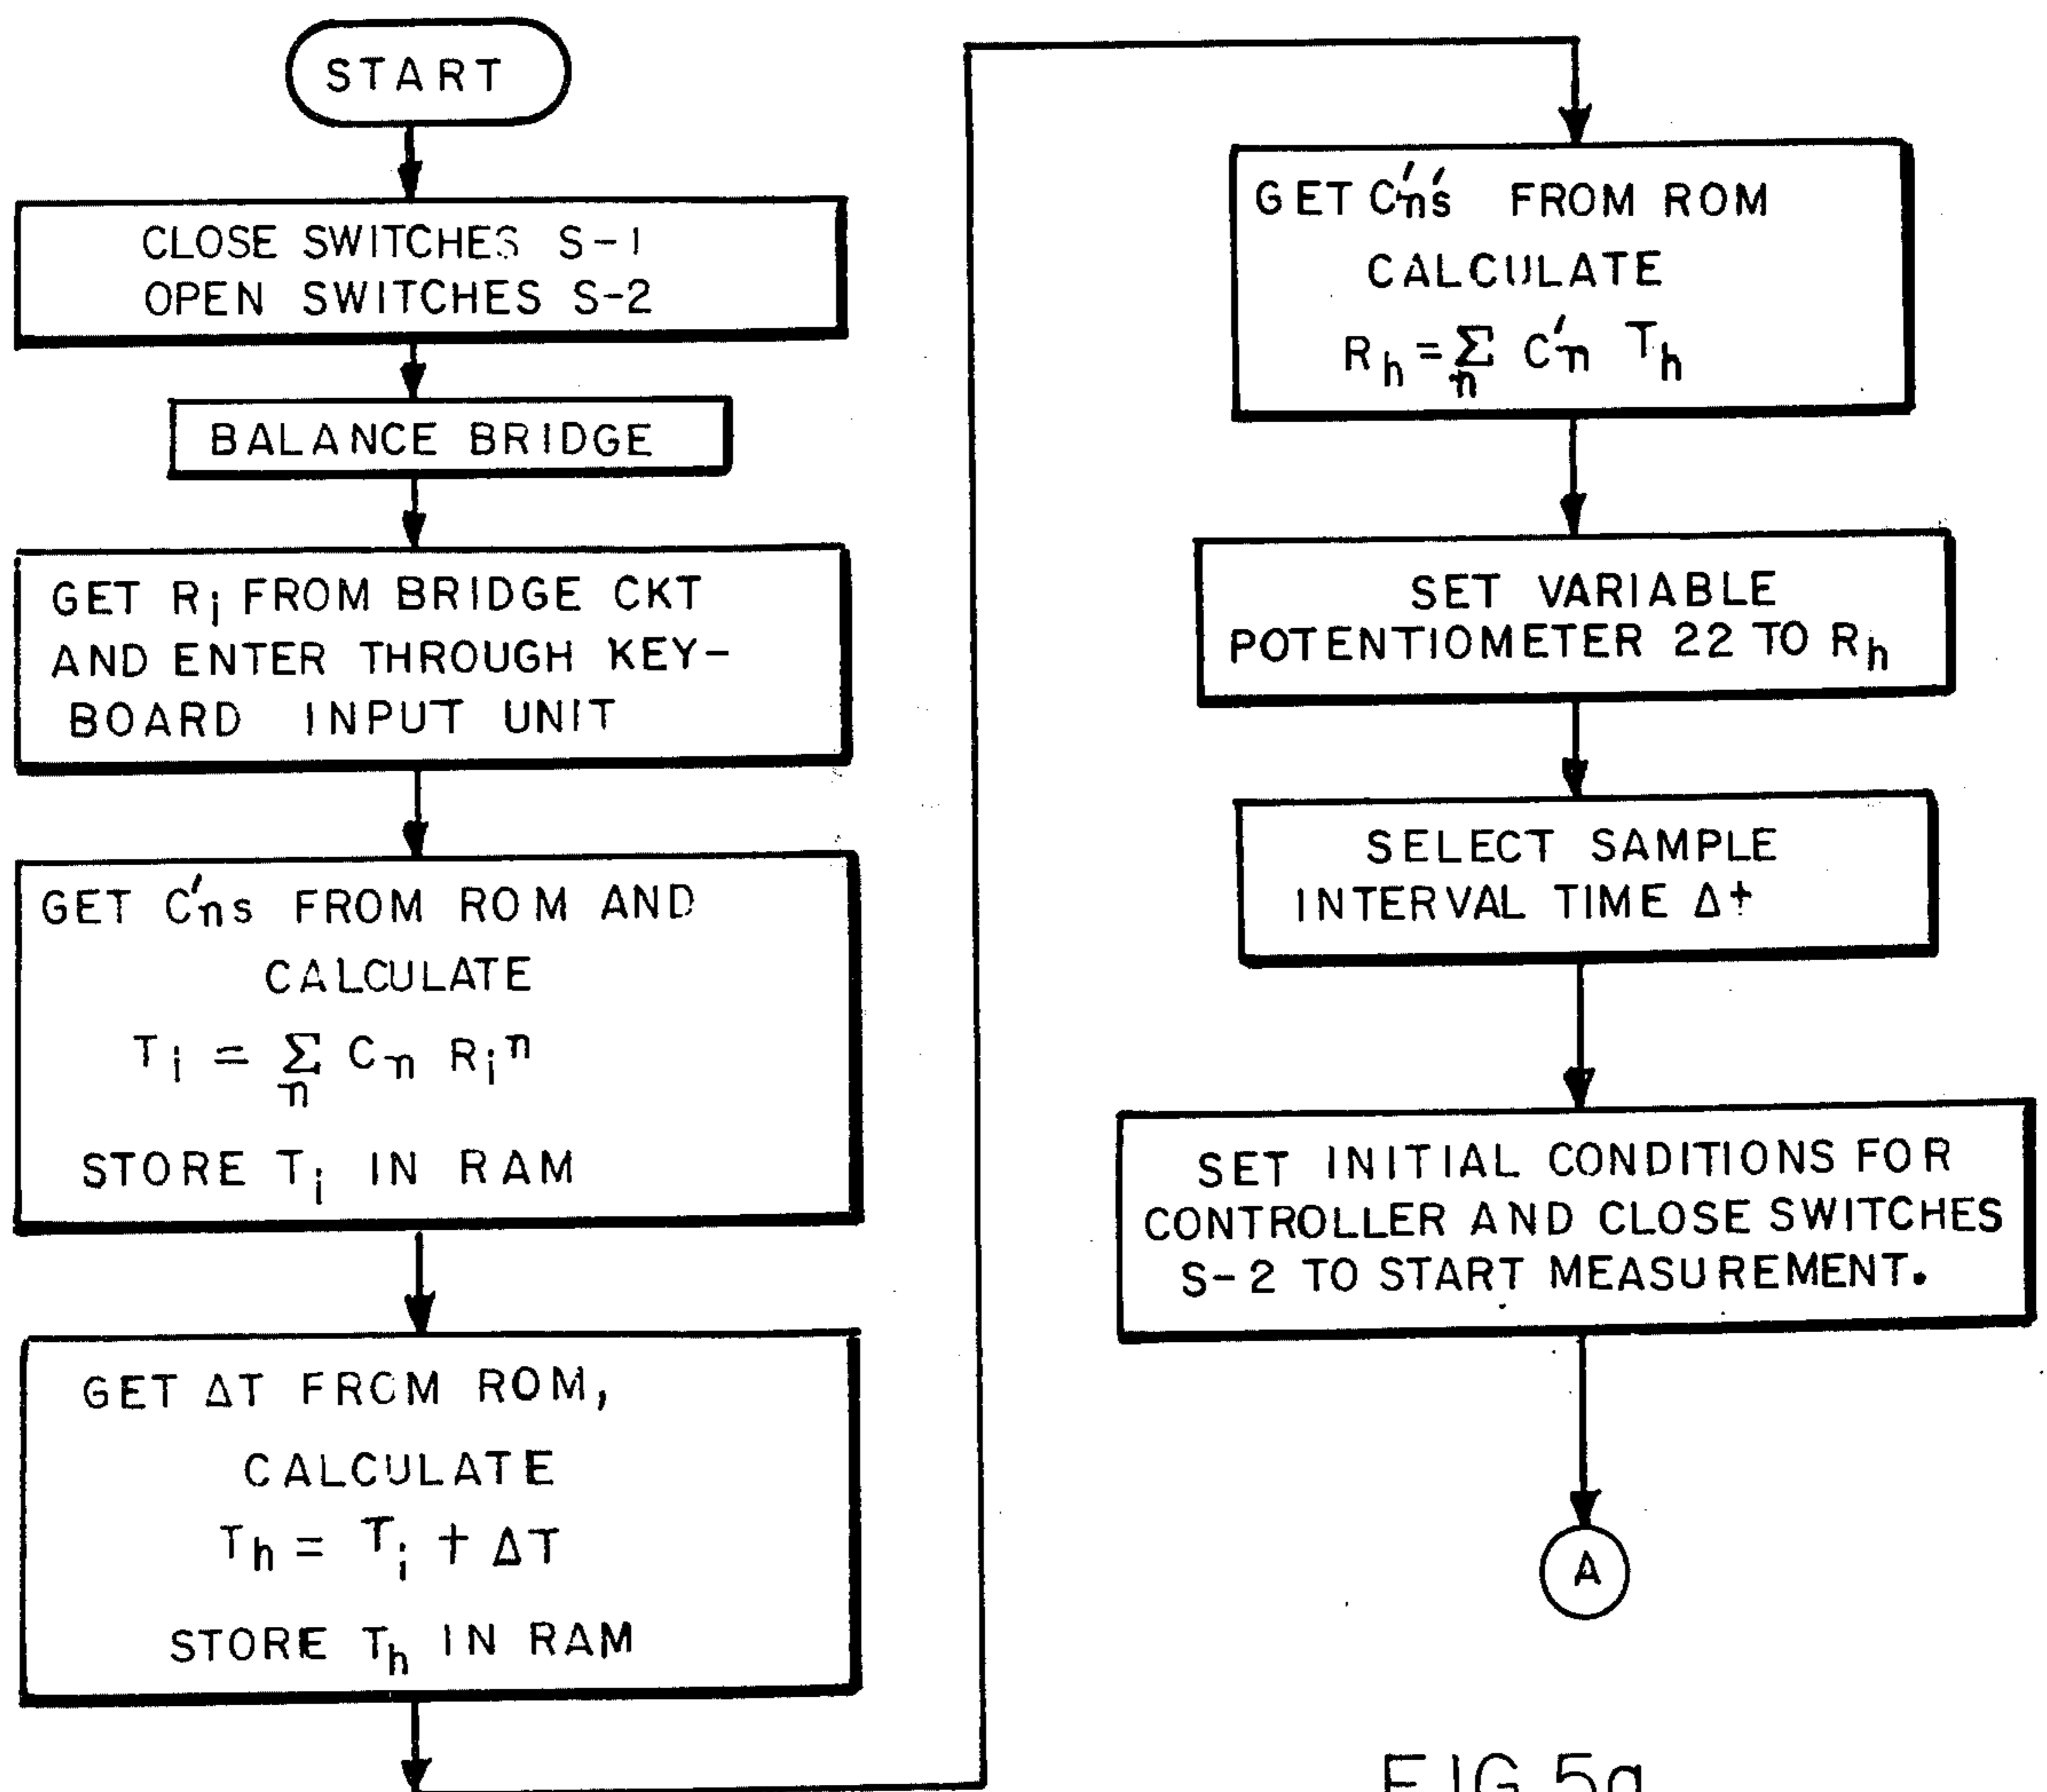 START
CLOSE SWITCHES S-1
OPEN SWITCHES S-2
BALANCE BRIDGE
GET Ri FROM BRIDGE CKT
AND ENTER THROUGH KEY-
BOARD INPUT UNIT
GET C'ns FROM ROM AND
CALCULATE
Ti = Σ Cn Ri^n
n
STORE Ti IN RAM
GET ΔT FROM ROM,
CALCULATE
Th = Ti + ΔT
STORE Th IN RAM
GET C'n's FROM ROM
CALCULATE
Rh = Σ C'n Th
n
SET VARIABLE
POTENTIOMETER 22 TO Rh
SELECT SAMPLE
INTERVAL TIME Δt
SET INITIAL CONDITIONS FOR
CONTROLLER AND CLOSE SWITCHES
S-2 TO START MEASUREMENT.
A
FIG 5a